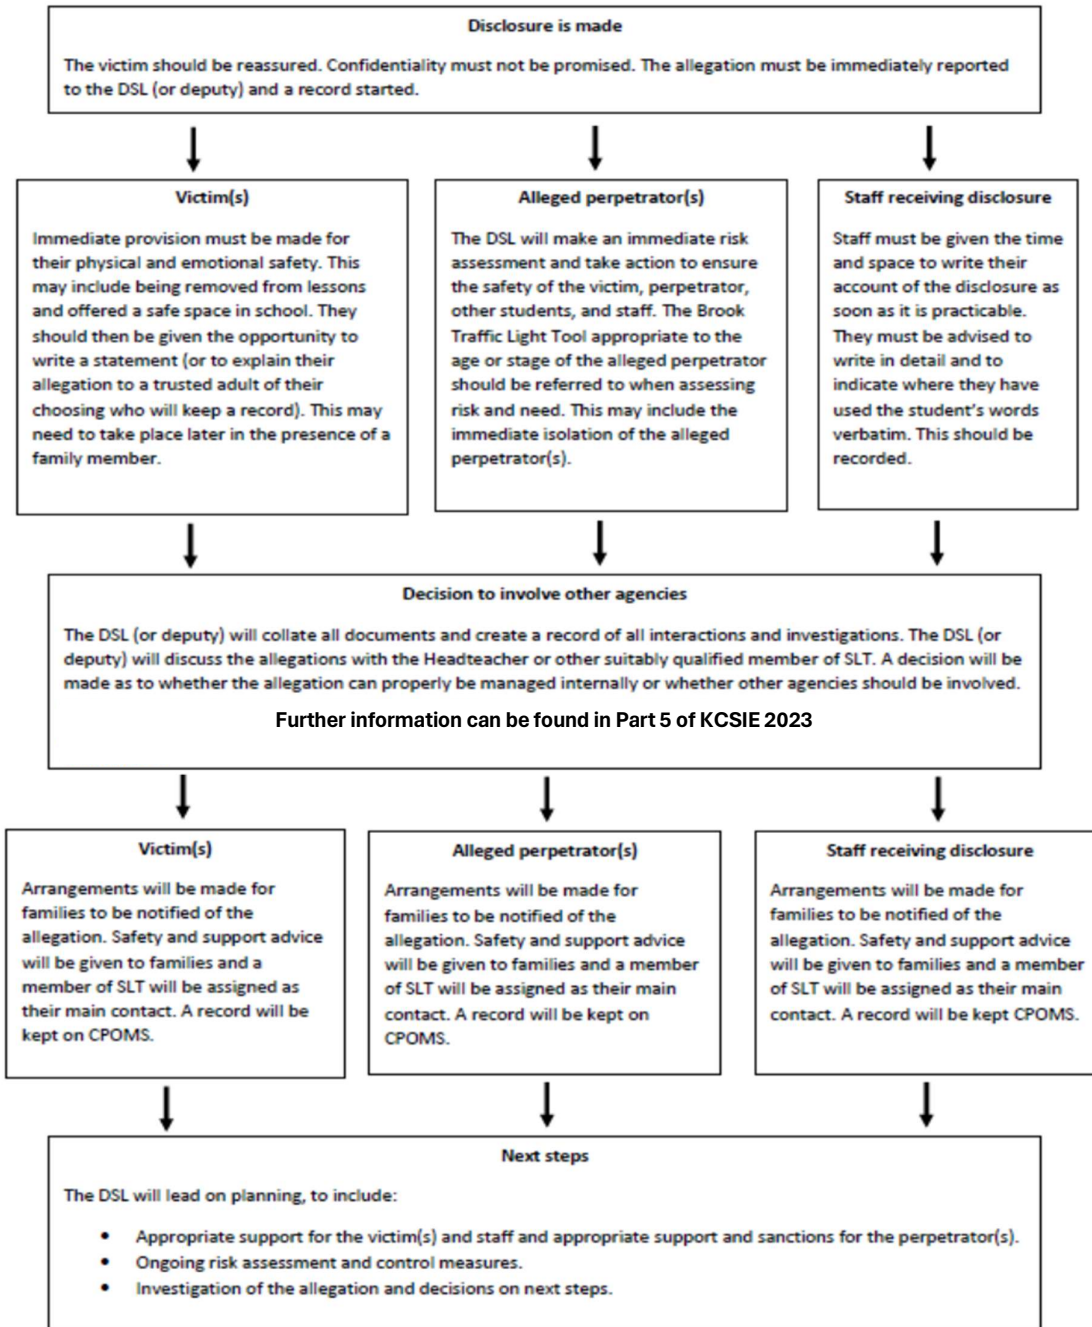 Disclosure is made
The victim should be reassured. Confidentiality must not be promised. The allegation must be immediately reported
to the DSL (or deputy) and a record started.
Victim(s)
Immediate provision must be made for
their physical and emotional safety. This
may include being removed from lessons
and offered a safe space in school. They
should then be given the opportunity to
write a statement (or to explain their
allegation to a trusted adult of their
choosing who will keep a record). This may
need to take place later in the presence of a
family member.
Alleged perpetrator(s)
The DSL will make an immediate risk
assessment and take action to ensure
the safety of the victim, perpetrator,
other students, and staff. The Brook
Traffic Light Tool appropriate to the
age or stage of the alleged perpetrator
should be referred to when assessing
risk and need. This may include the
immediate isolation of the alleged
perpetrator(s).
Staff receiving disclosure
Staff must be given the time
and space to write their
account of the disclosure as
soon as it is practicable.
They must be advised to
write in detail and to
indicate where they have
used the student's words
verbatim. This should be
recorded.
Decision to involve other agencies
The DSL (or deputy) will collate all documents and create a record of all interactions and investigations. The DSL (or
deputy) will discuss the allegations with the Headteacher or other suitably qualified member of SLT. A decision will be
made as to whether the allegation can properly be managed internally or whether other agencies should be involved.
Further information can be found in Part 5 of KCSIE 2023
Victim(s)
Arrangements will be made for
families to be notified of the
allegation. Safety and support advice
will be given to families and a
member of SLT will be assigned as
their main contact. A record will be
kept on CPOMS.
Alleged perpetrator(s)
Arrangements will be made for
families to be notified of the
allegation. Safety and support advice
will be given to families and a member
of SLT will be assigned as their main
contact. A record will be kept on
CPOMS.
Staff receiving disclosure
Arrangements will be made for
families to be notified of the
allegation. Safety and support advice
will be given to families and a member
of SLT will be assigned as their main
contact. A record will be kept CPOMS.
Next steps
The DSL will lead on planning, to include:
• Appropriate support for the victim(s) and staff and appropriate support and sanctions for the perpetrator(s).
• Ongoing risk assessment and control measures.
• Investigation of the allegation and decisions on next steps.